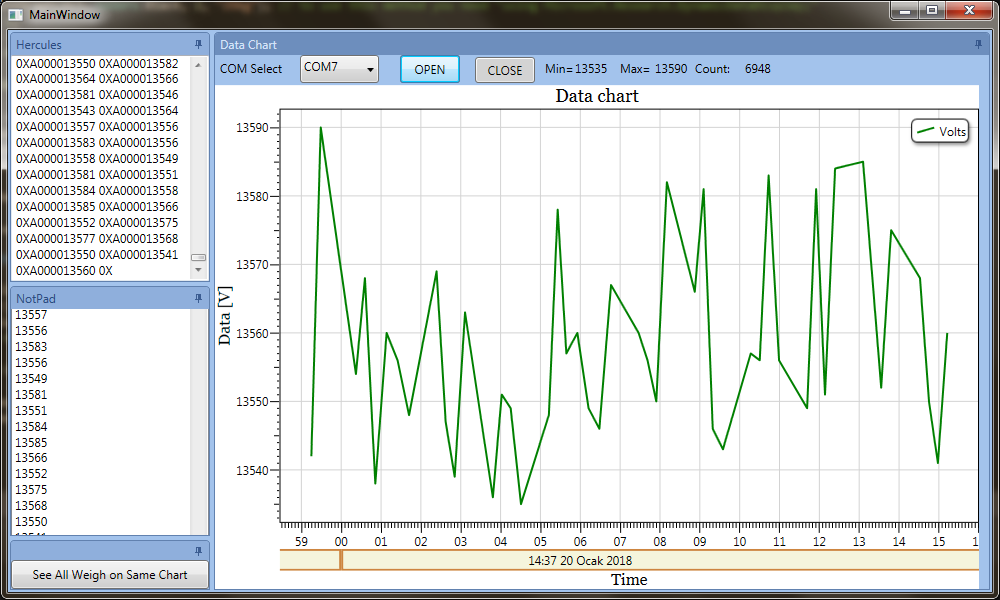 MainWindow
Hercules
0XA000013550 0XA000013582
0XA000013564 0XA000013566
0XA000013581 0XA000013546
0XA000013543 0XA000013564
0XA000013557 0XA000013556
0XA000013583 0XA000013556
0XA000013558 0XA000013549
0XA000013581 0XA000013551
0XA000013584 0XA000013558
0XA000013585 0XA000013566
0XA000013552 0XA000013575
0XA000013577 0XA000013568
0XA000013550 0XA000013541
0XA000013560 0X
NotPad
13557
13556
13583
13556
13549
13581
13551
13584
13585
13566
13552
13575
13568
13550
See All Weigh on Same Chart
Data Chart
COM Select COM7 OPEN CLOSE Min= 13535 Max= 13590 Count: 6948
Data chart
Volts
Data [V]
13590
13580
13570
13560
13550
13540
59 00 01 02 03 04 05 06 07 08 09 10 11 12 13 14 15
14:37 20 Ocak 2018
Time